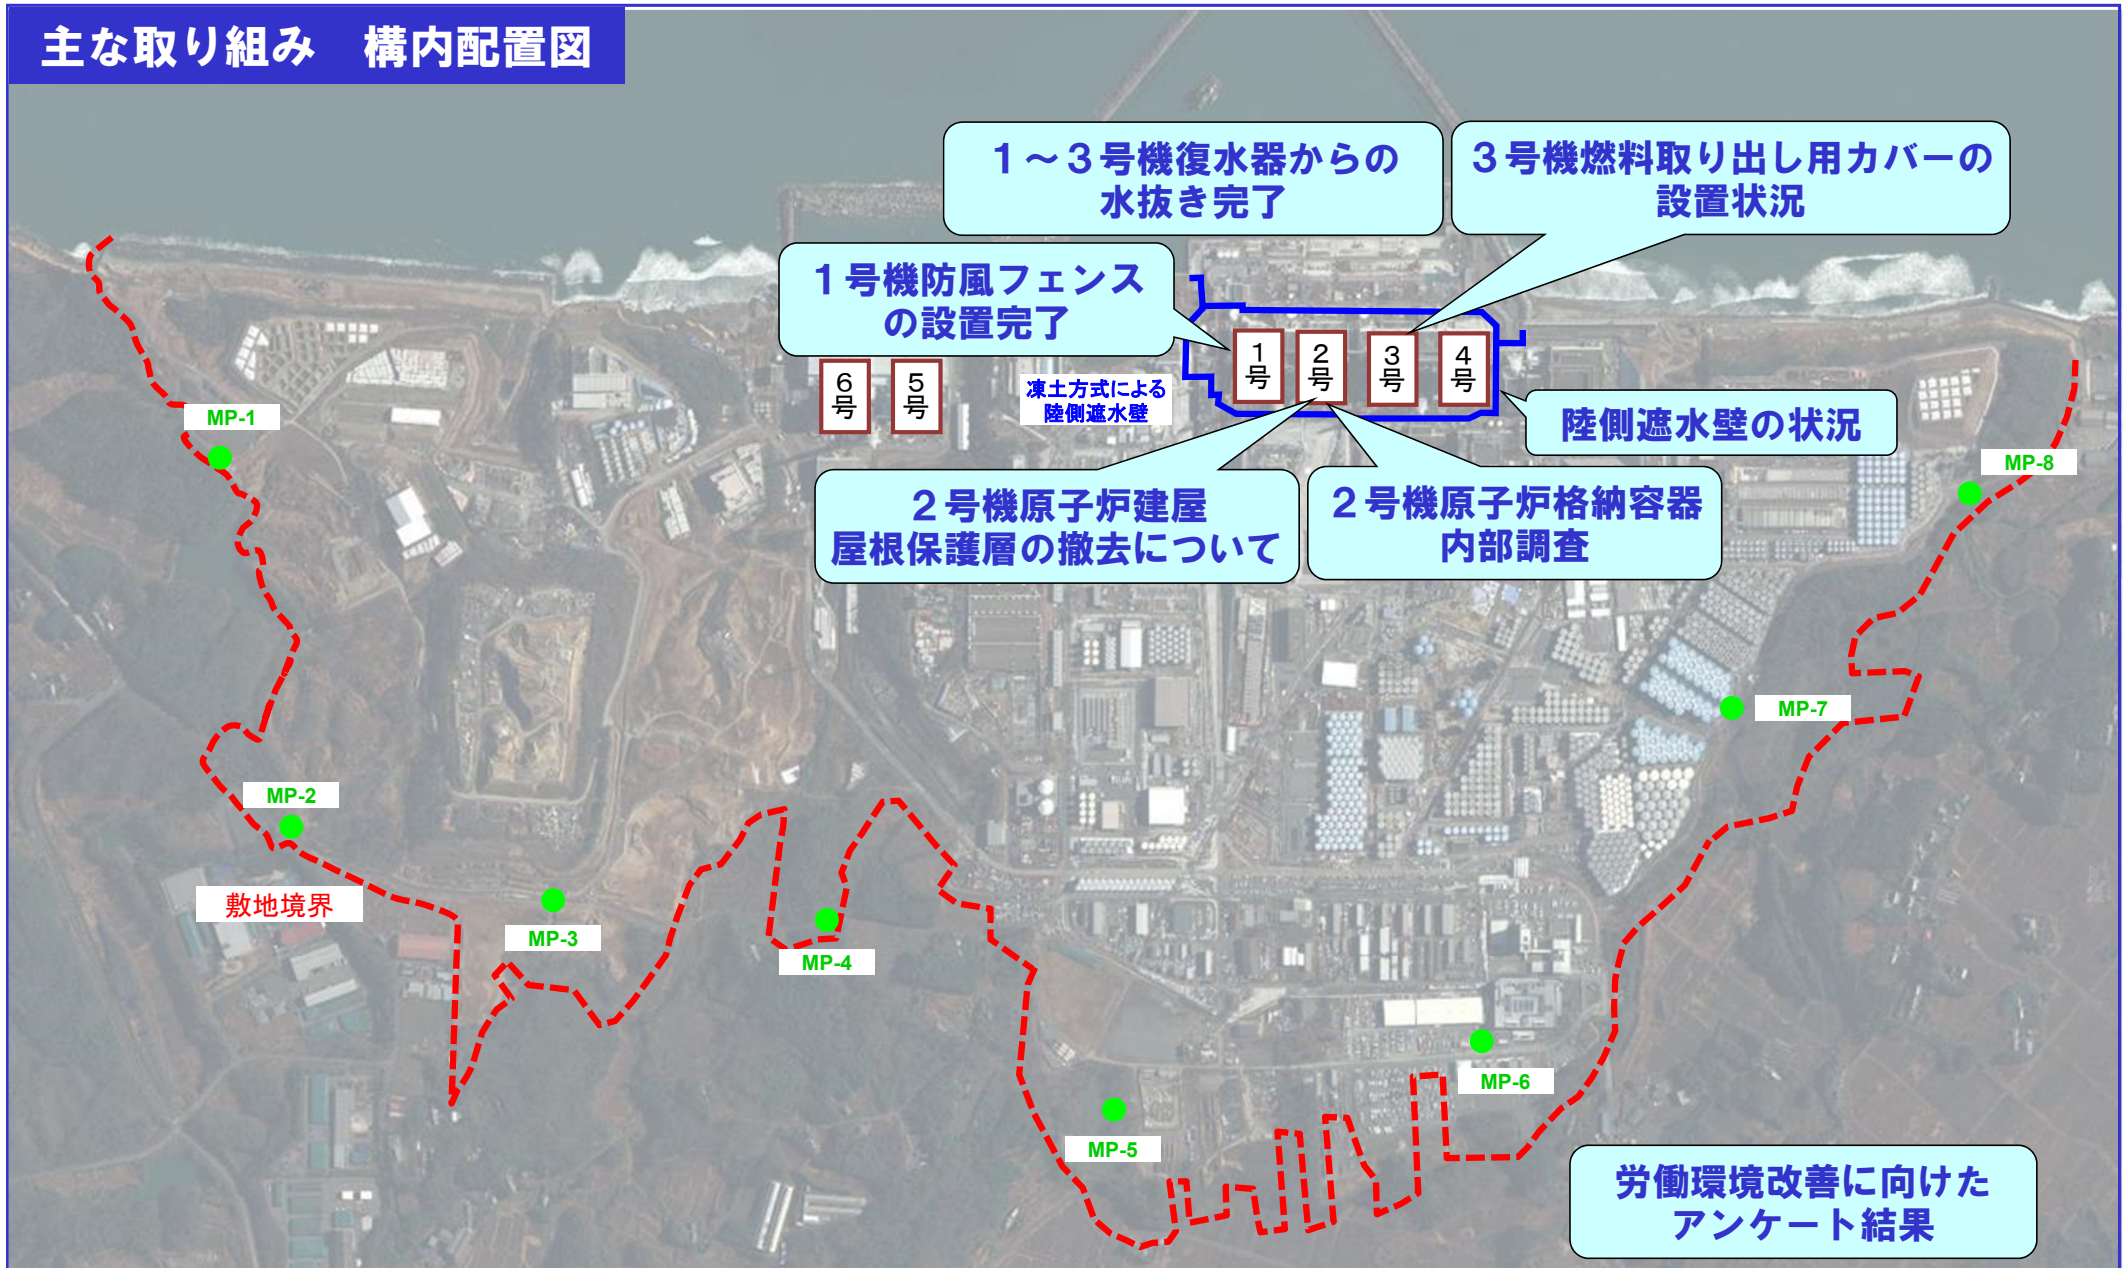 主な取り組み　構内配置図
１～３号機復水器からの
水抜き完了
３号機燃料取り出し用カバーの
設置状況
１号機防風フェンス
の設置完了
1
号
2
号
3
号
4
号
6
号
5
号
凍土方式による
陸側遮水壁
陸側遮水壁の状況
MP-1
MP-8
２号機原子炉建屋
屋根保護層の撤去について
２号機原子炉格納容器
内部調査
MP-7
MP-2
敷地境界
MP-3
MP-4
MP-6
MP-5
労働環境改善に向けた
アンケート結果